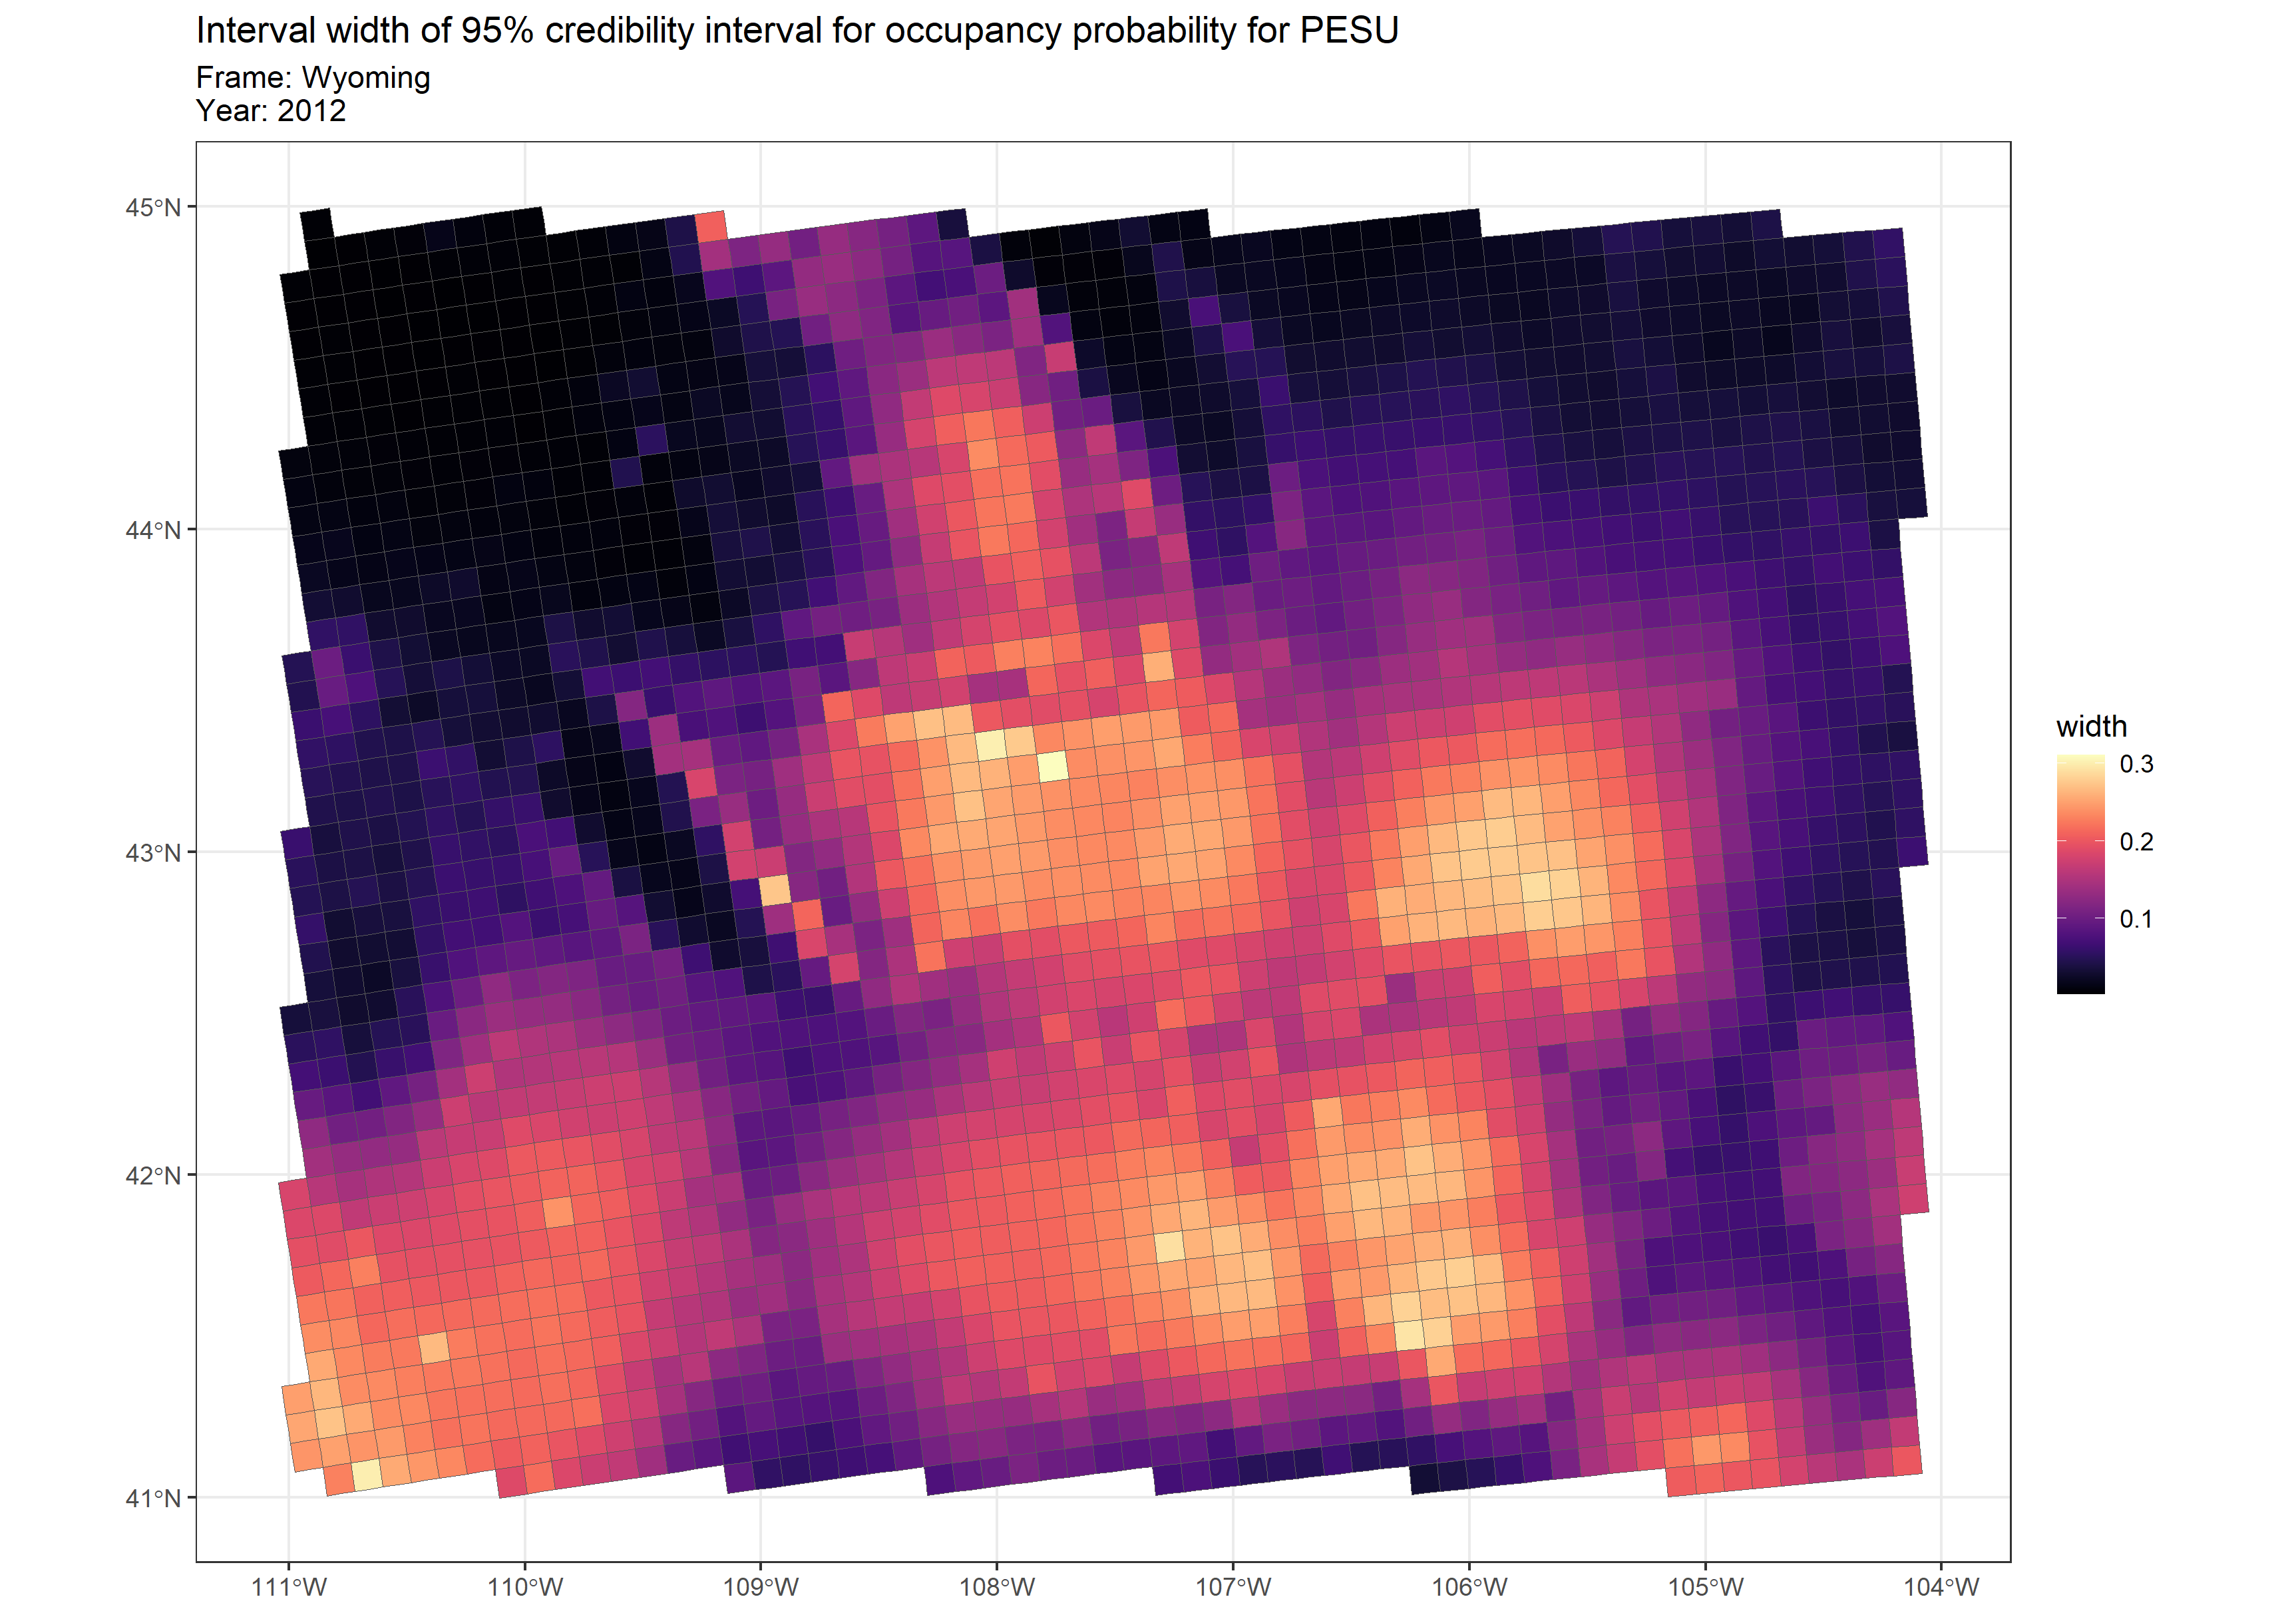 Interval width of 95% credibility interval for occupancy probability for PESU
Frame: Wyoming
Year: 2012
45°N
44°N
43°N
42°N
41°N
111°W
110°W
109°W
108°W
107°W
106°W
105°W
104°W
width
0.3
0.2
0.1